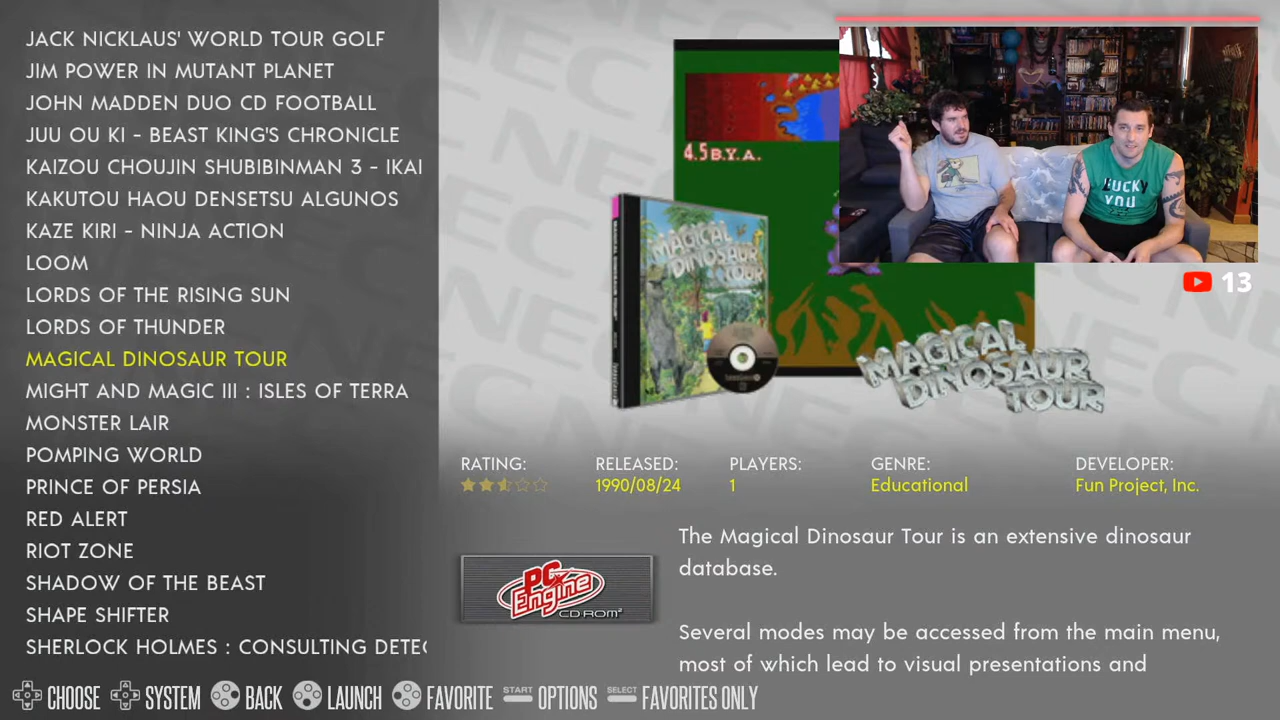 JACK NICKLAUS' WORLD TOUR GOLF
JIM POWER IN MUTANT PLANET
JOHN MADDEN DUO CD FOOTBALL
JUU OU KI - BEAST KING'S CHRONICLE
KAIZOU CHOUJIN SHUBIBINMAN 3 - IKAI
KAKUTOU HAOU DENSETSU ALGUNOS
KAZE KIRI - NINJA ACTION
LOOM
LORDS OF THE RISING SUN
LORDS OF THUNDER
MAGICAL DINOSAUR TOUR
MIGHT AND MAGIC III : ISLES OF TERRA
MONSTER LAIR
POMPING WORLD
PRINCE OF PERSIA
RED ALERT
RIOT ZONE
SHADOW OF THE BEAST
SHAPE SHIFTER
SHERLOCK HOLMES : CONSULTING DETEC
4.5 B.Y.A.
MAGICAL
DINOSAUR
TOUR
MAGICAL DINOSAUR TOUR
MAGICAL
DINOSAUR
TOUR
YOU
13
RATING:
RELEASED:
1990/08/24
PLAYERS:
1
GENRE:
Educational
DEVELOPER:
Fun Project, Inc.
PC
Engine
CD-ROM²
The Magical Dinosaur Tour is an extensive dinosaur
database.
Several modes may be accessed from the main menu,
most of which lead to visual presentations and
CHOOSE
SYSTEM
BACK
LAUNCH
FAVORITE
START
OPTIONS
SELECT
FAVORITES ONLY